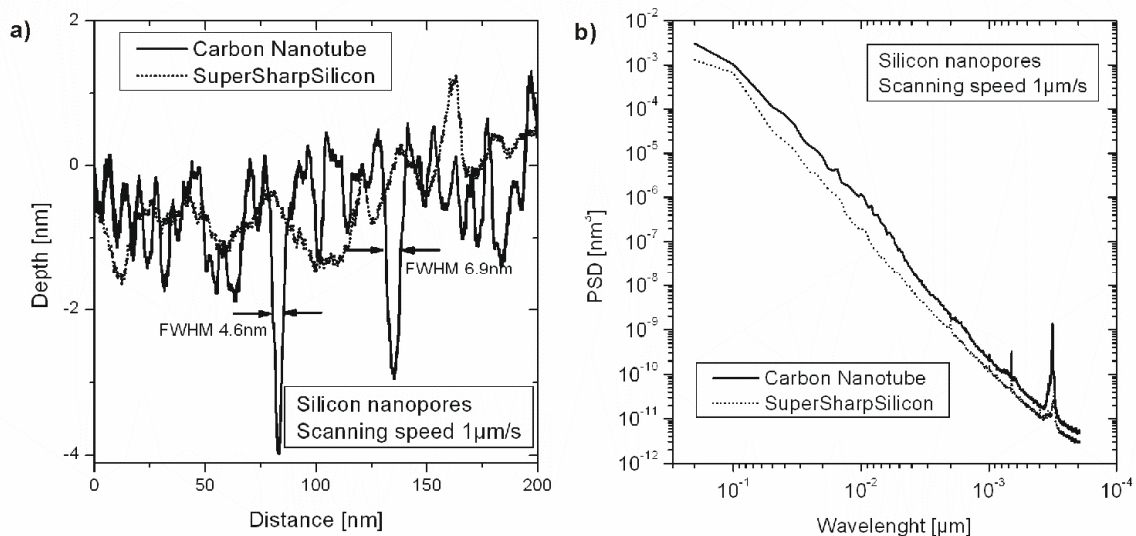 a)
Carbon Nanotube
SuperSharpSilicon
2
0
-2
-4
Depth [nm]
FWHM 6.9nm
FWHM 4.6nm
Silicon nanopores
Scanning speed 1µm/s
0 50 100 150 200
Distance [nm]
b)
Silicon nanopores
Scanning speed 1µm/s
10⁻²
10⁻³
10⁻⁴
10⁻⁵
10⁻⁶
10⁻⁷
10⁻⁸
10⁻⁹
10⁻¹⁰
10⁻¹¹
10⁻¹²
PSD [nm³]
Carbon Nanotube
SuperSharpSilicon
10⁻¹ 10⁻² 10⁻³ 10⁻⁴
Wavelenght [µm]